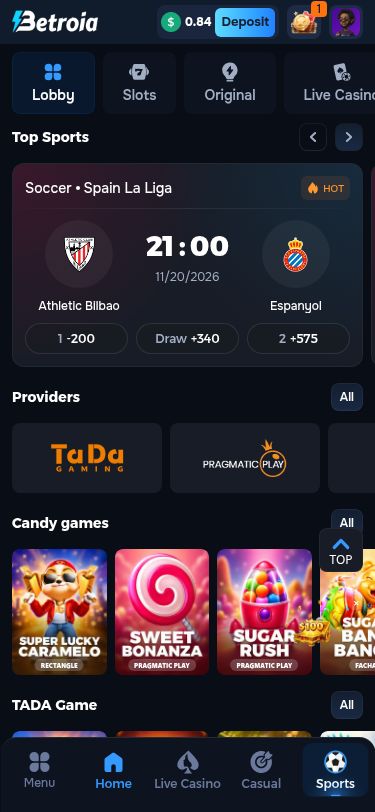 Betroia
$ 0.84 Deposit
1
Lobby
Slots
Original
Live Casino
Top Sports
Soccer • Spain La Liga
HOT
21:00
11/20/2026
Athletic Bilbao
Espanyol
1 -200
Draw +340
2 +575
Providers
All
TaDa
GAMING
PRAGMATIC PLAY
Candy games
All
TOP
SUPER LUCKY
CARAMELO
RECTANGLE
SWEET
BONANZA
PRAGMATIC PLAY
SUGAR
RUSH
PRAGMATIC PLAY
$100
SUGAR
TADA Game
All
Menu
Home
Live Casino
Casual
Sports